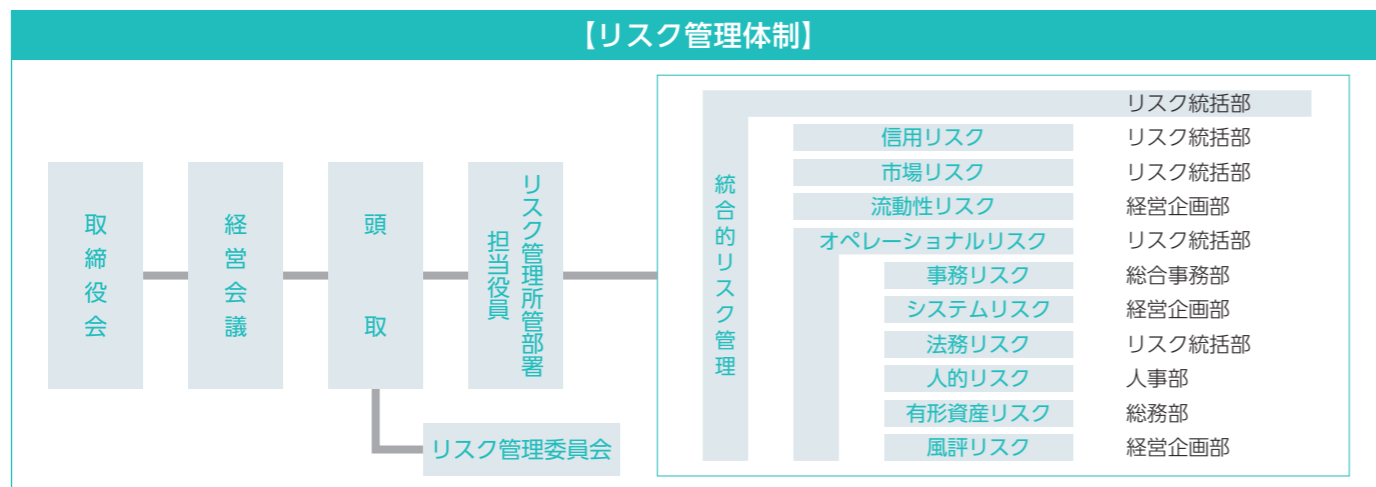 【リスク管理体制】
取締役会
経営会議
頭取
リスク管理所管部署
担当役員
リスク管理委員会
統合的リスク管理
リスク統括部
信用リスク リスク統括部
市場リスク リスク統括部
流動性リスク 経営企画部
オペレーショナルリスク リスク統括部
事務リスク 総合事務部
システムリスク 経営企画部
法務リスク リスク統括部
人的リスク 人事部
有形資産リスク 総務部
風評リスク 経営企画部